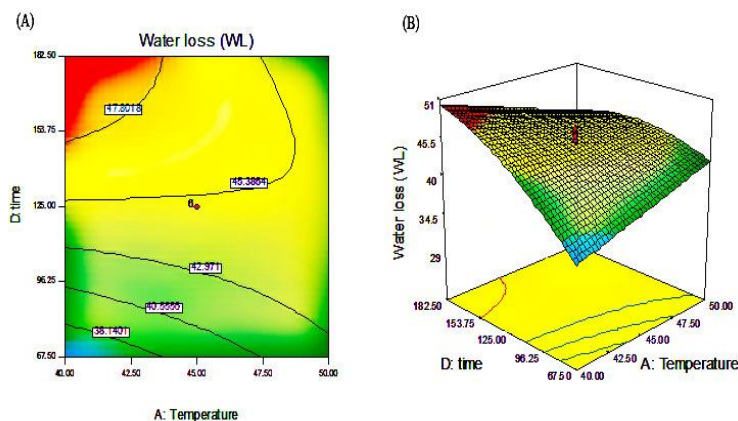 (A)
Water loss (WL)
182.50
153.75
125.00
96.25
67.50
D: time
47.8018
45.3864
6
42.971
40.5555
38.1401
40.00 42.50 45.00 47.50 50.00
A: Temperature
(B)
51
45.5
40
34.5
29
Water loss (WL)
182.50
153.75
125.00
96.25
67.50
D: time
50.00
47.50
45.00
42.50
40.00
A: Temperature